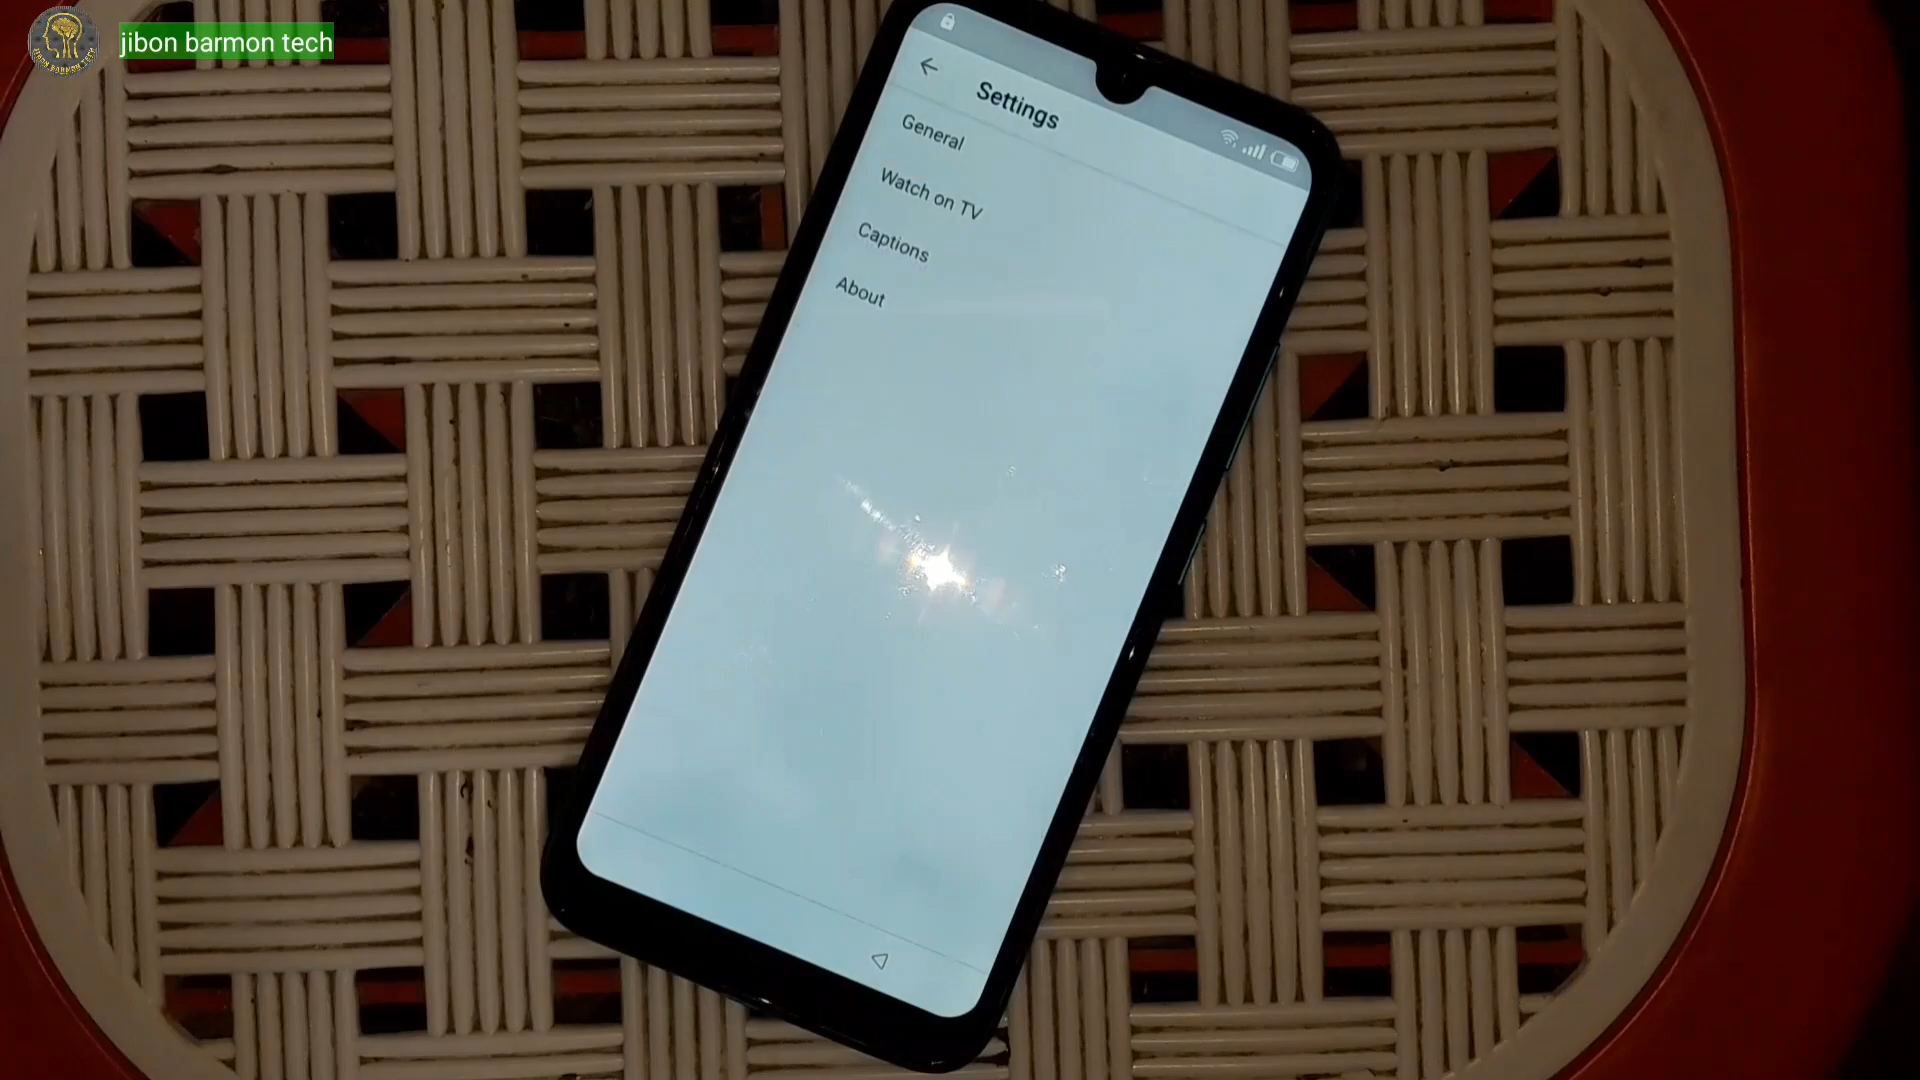 jibon barmon tech
Settings
General
Watch on TV
Captions
About